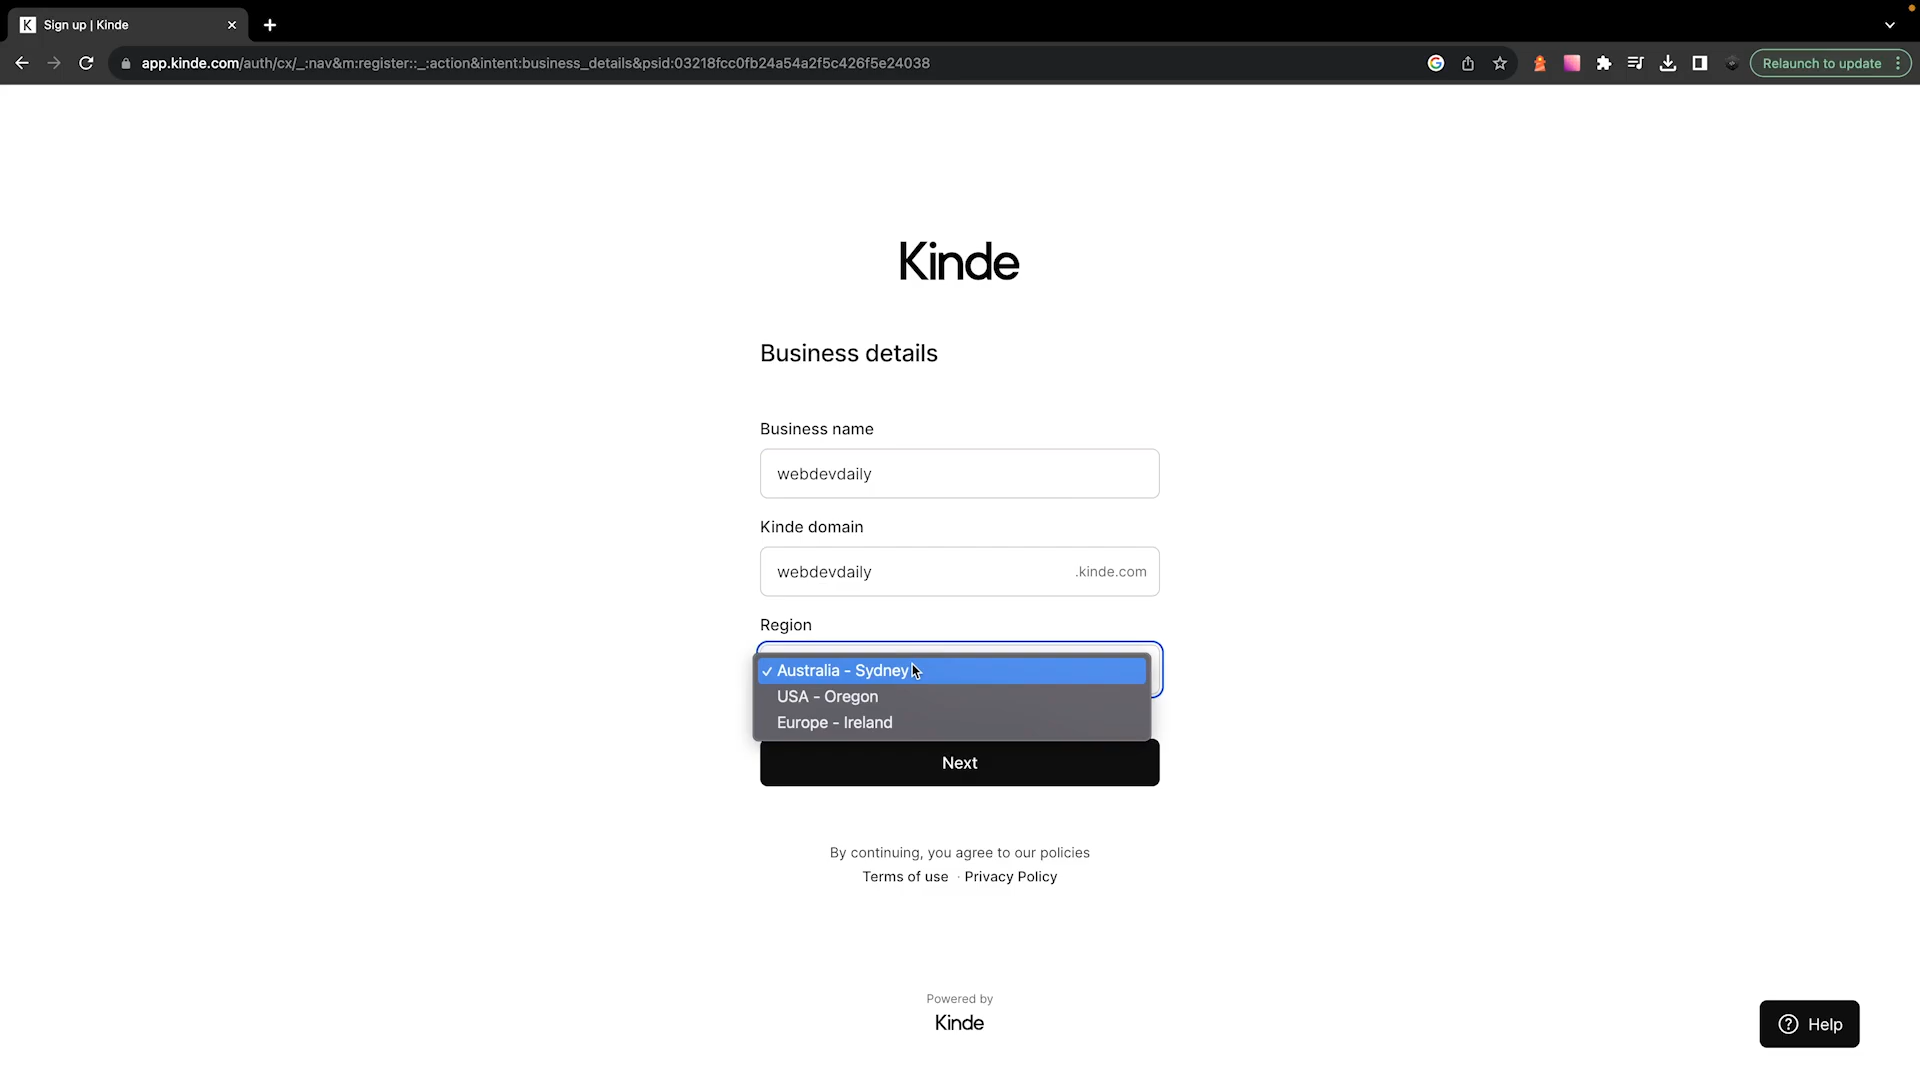 Sign up | Kinde
app.kinde.com/auth/cx/_:nav&m:register::_:action&intent:business_details&psid:03218fcc0fb24a54a2f5c426f5e24038
Relaunch to update
Kinde
Business details
Business name
webdevdaily
Kinde domain
webdevdaily .kinde.com
Region
✓ Australia - Sydney
USA - Oregon
Europe - Ireland
Next
By continuing, you agree to our policies
Terms of use · Privacy Policy
Powered by
Kinde
Help